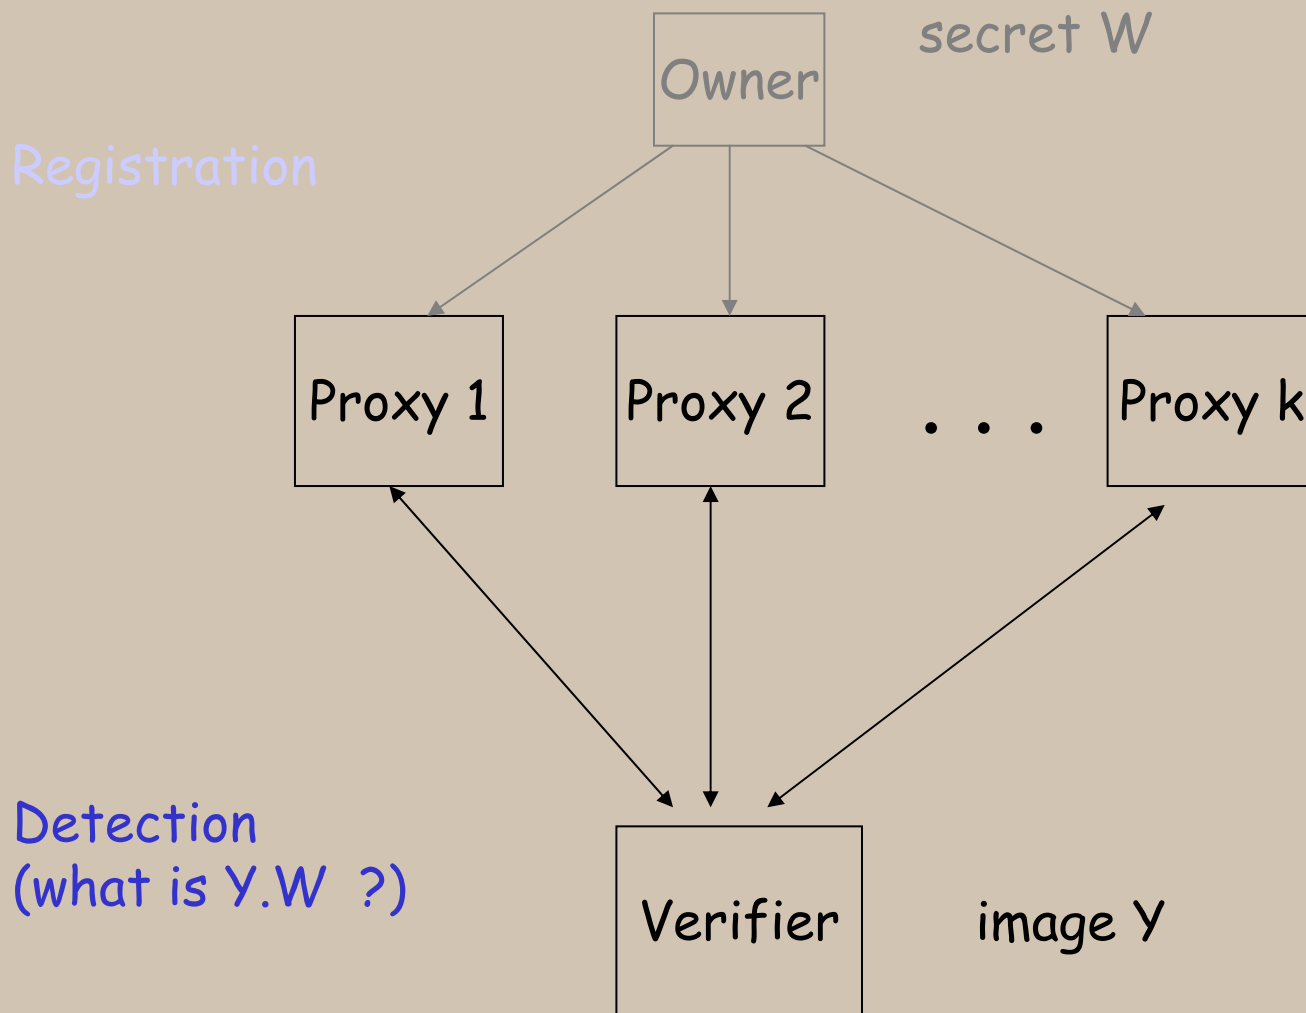 secret W
Owner
Registration
Proxy 1
Proxy 2
. . .
Proxy k
Detection
(what is Y.W ?)
Verifier
image Y